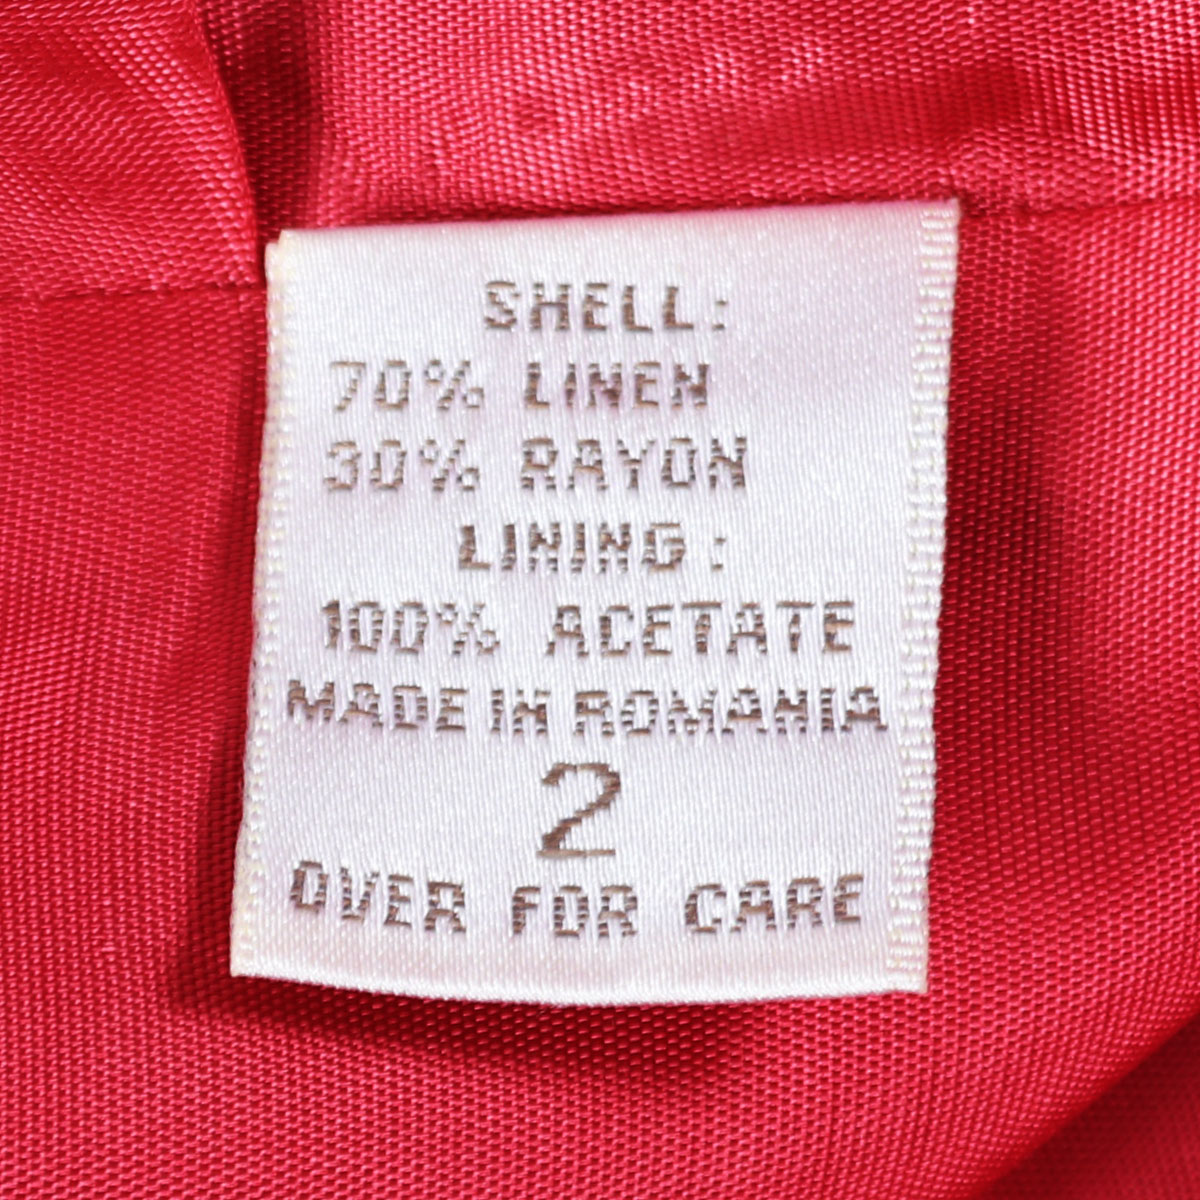 SHELL:
70% LINEN
30% RAYON
LINING:
100% ACETATE
MADE IN ROMANIA
2
OVER FOR CARE